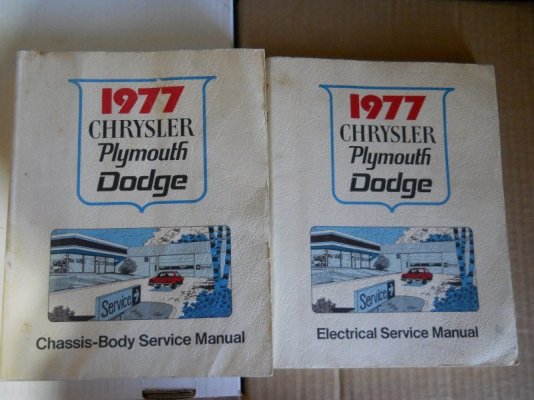 1977
CHRYSLER
Plymouth
Dodge
Service
Chassis-Body Service Manual
1977
CHRYSLER
Plymouth
Dodge
Service
Electrical Service Manual